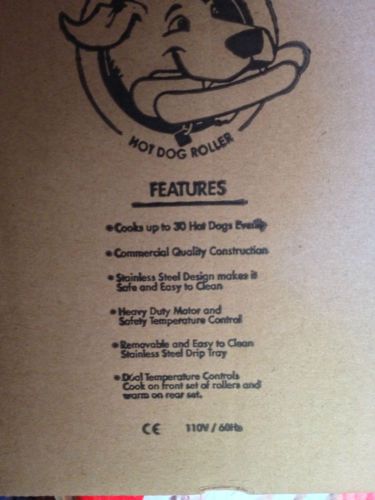 HOT DOG ROLLER
FEATURES
• Cooks up to 30 Hot Dogs Evenly
• Commercial Quality Construction
• Stainless Steel Design makes it
Safe and Easy to Clean
• Heavy Duty Motor and
Safety Temperature Control
• Removable and Easy to Clean
Stainless Steel Drip Tray
• Dual Temperature Controls
Cook on front set of rollers and
warm on rear set.
CE 110V / 60Hz